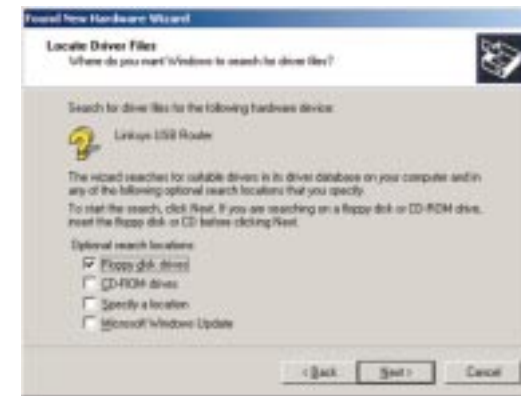 Found New Hardware Wizard
Locate Driver Files
Where do you want Windows to search for driver files?
Search for driver files for the following hardware device:
Linksys USB Router
The wizard searches for suitable drivers in its driver database on your computer and in
any of the following optional search locations that you specify.
To start the search, click Next. If you are searching on a floppy disk or CD-ROM drive,
insert the floppy disk or CD before clicking Next.
Optional search locations:
Floppy disk drives
CD-ROM drives
Specify a location
Microsoft Windows Update
< Back Next > Cancel